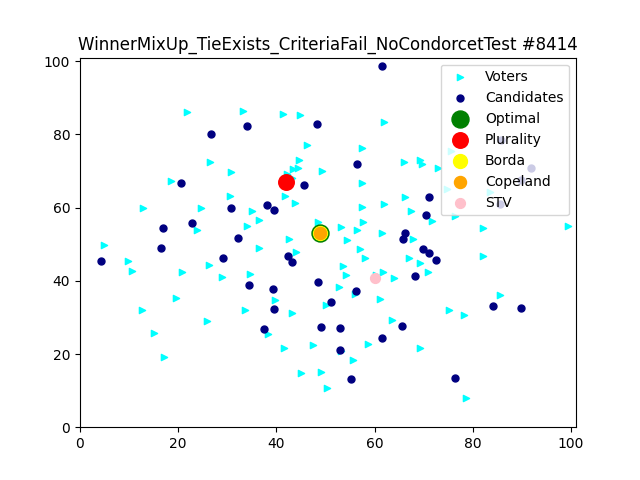 WinnerMixUp_TieExists_CriteriaFail_NoCondorcetTest #8414
100
80
60
40
20
0
0 20 40 60 80 100
Voters
Candidates
Optimal
Plurality
Borda
Copeland
STV